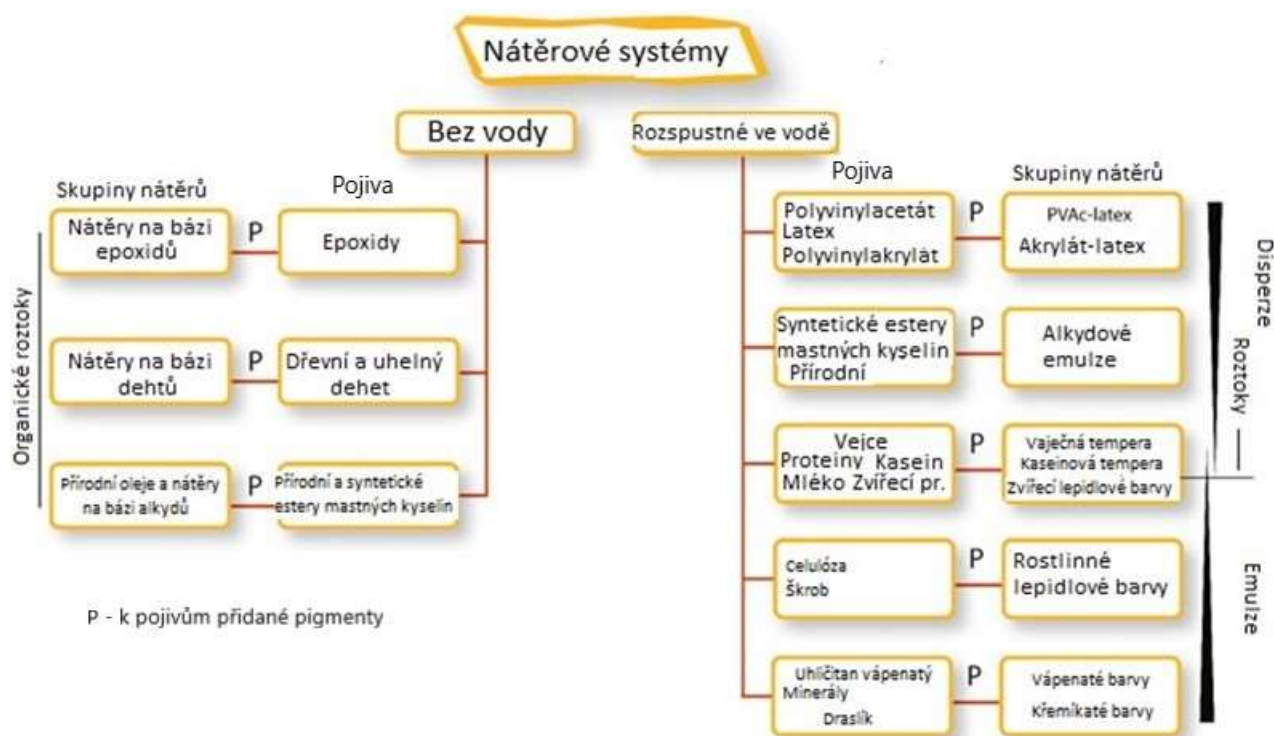 Nátěrové systémy
Bez vody
Rozspustné ve vodě
Skupiny nátěrů
Pojiva
Nátěry na bázi
epoxidů
P
Epoxidy
Nátěry na bázi
dehtů
P
Dřevní a uhelný
dehet
Přírodní oleje a nátěry
na bázi alkydů
P
Přírodní a syntetické
estery mastných kyselin
Organické roztoky
P - k pojivům přidané pigmenty
Pojiva
Skupiny nátěrů
Polyvinylacetát
Latex
Polyvinylakrylát
P
PVAc-latex
Akrylát-latex
Syntetické estery
mastných kyselin
Přírodní
P
Alkydové
emulze
Vejce
Proteiny Kasein
Mléko Zvířecí pr.
P
Vaječná tempera
Kaseinová tempera
Zvířecí lepidlové barvy
Celulóza
Škrob
P
Rostlinné
lepidlové barvy
Uhličitan vápenatý
Minerály
Draslík
P
Vápenaté barvy
Křemíkaté barvy
Disperze
Roztoky
Emulze